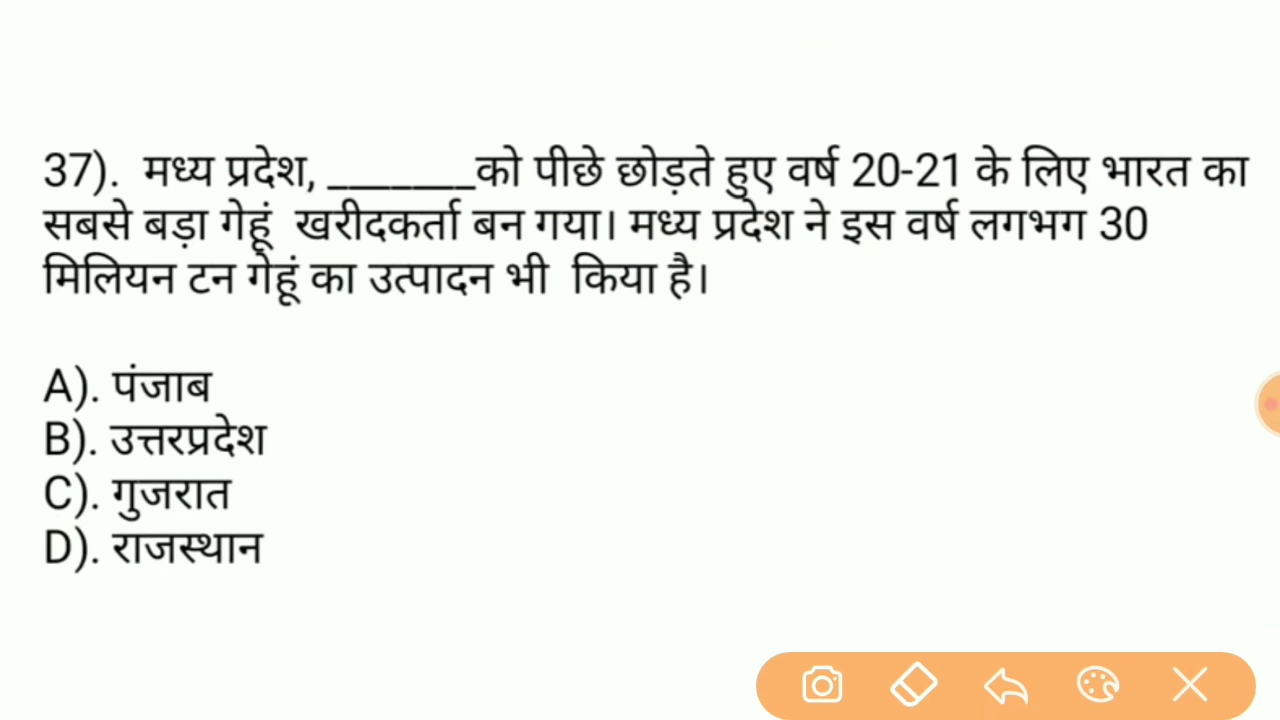 37). मध्य प्रदेश, _______को पीछे छोड़ते हुए वर्ष 20-21 के लिए भारत का
सबसे बड़ा गेहूं खरीदकर्ता बन गया। मध्य प्रदेश ने इस वर्ष लगभग 30
मिलियन टन गेहूं का उत्पादन भी किया है।
A). पंजाब
B). उत्तरप्रदेश
C). गुजरात
D). राजस्थान